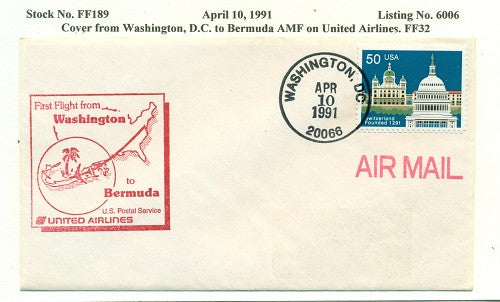 Stock No. FF189 April 10, 1991 Listing No. 6006
Cover from Washington, D.C. to Bermuda AMF on United Airlines. FF32
First Flight from
Washington
to
Bermuda
U.S. Postal Service
UNITED AIRLINES
WASHINGTON, DC
APR
10
1991
20066
50 USA
Switzerland
Founded 1291
AIR MAIL